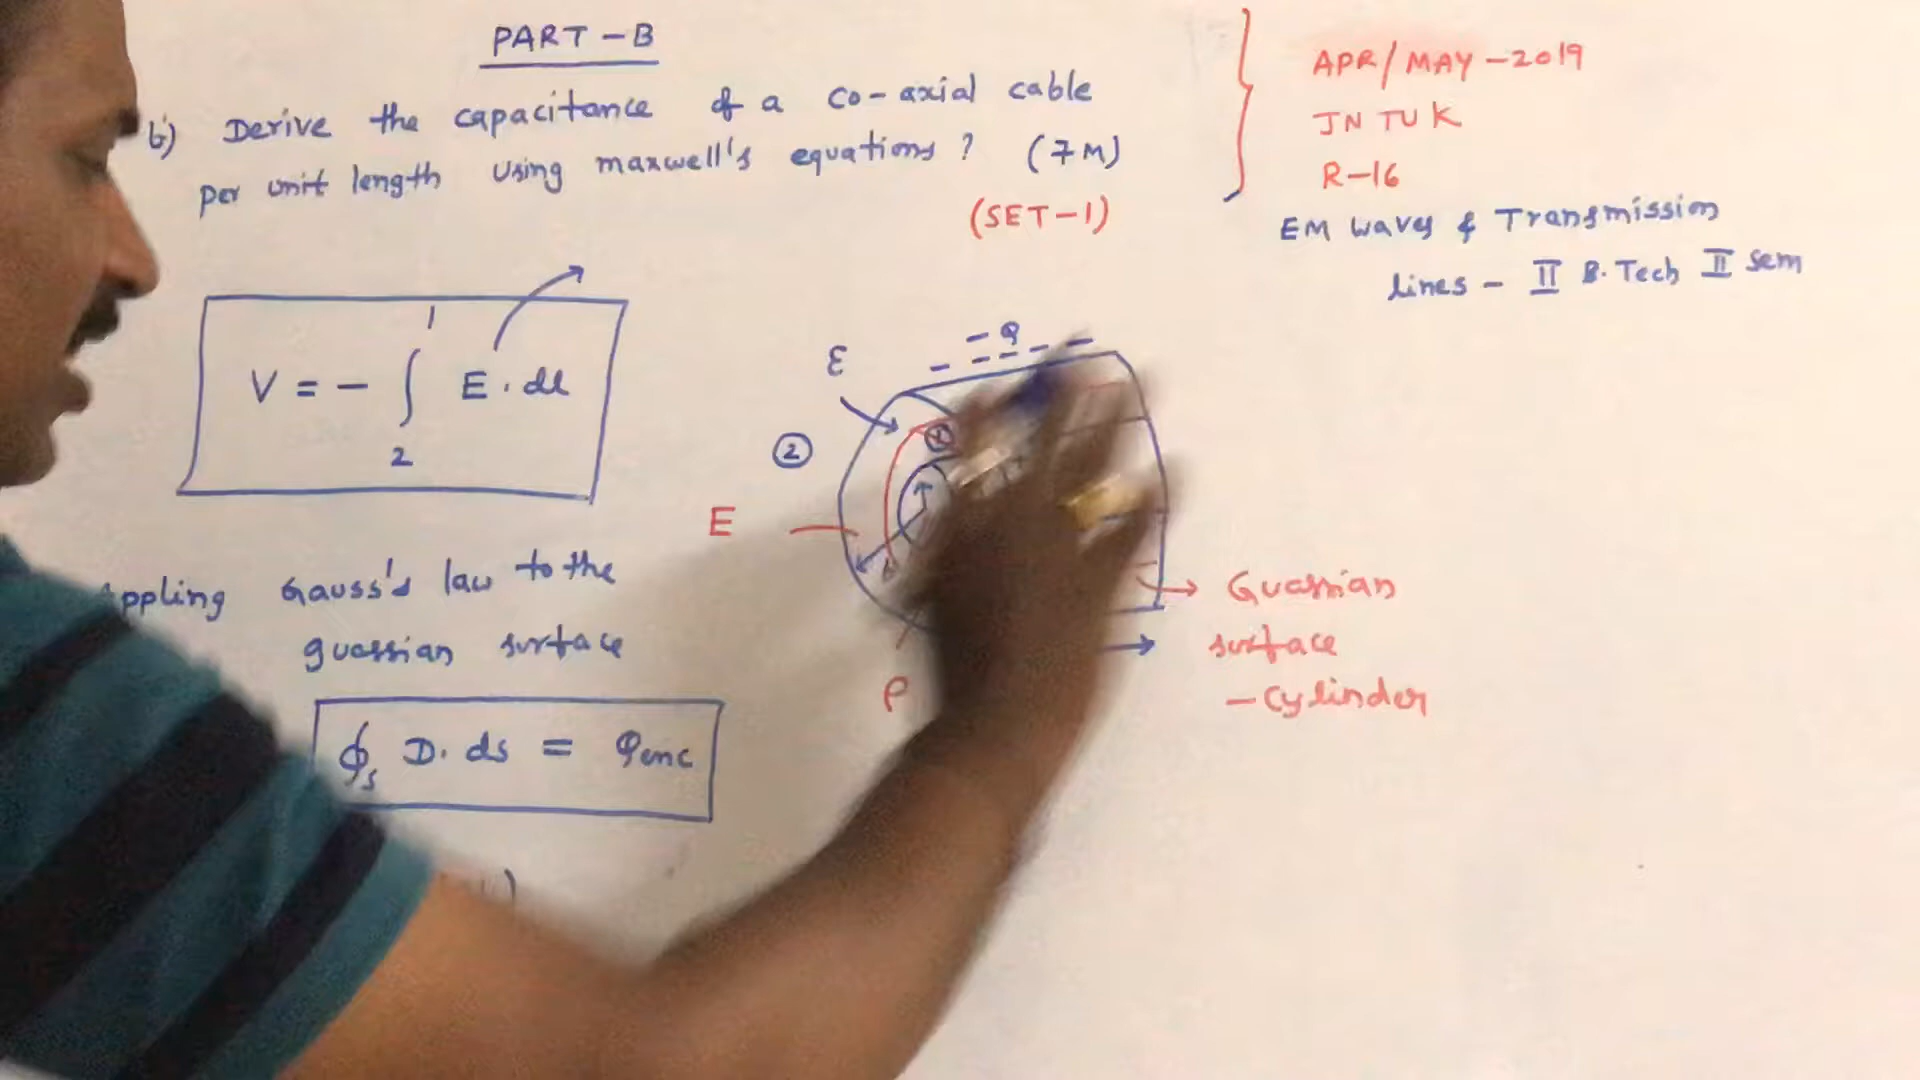 PART - B
b) Derive the capacitance of a co-axial cable
per unit length using maxwell's equations? (7M)
(SET-1)
APR/MAY-2019
JNTUK
R-16
EM waves & Transmission
lines - II B.Tech II sem
V = - ∫ E . dl
1
2
Appling Gauss's law to the
guassian surface
∮s D. ds = Qenc
- Q
ε
2
E
ρ
Guassian
surface
- cylinder